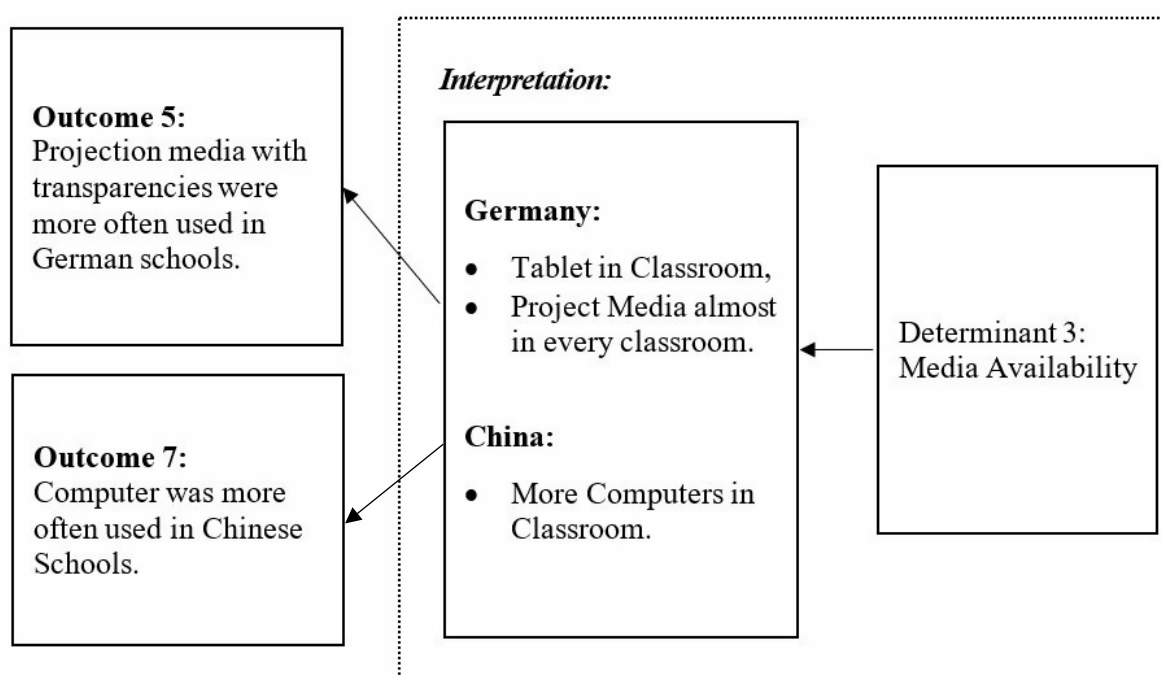 Outcome 5:
Projection media with
transparencies were
more often used in
German schools.
Outcome 7:
Computer was more
often used in Chinese
Schools.
Interpretation:
Germany:
• Tablet in Classroom,
• Project Media almost
in every classroom.
China:
• More Computers in
Classroom.
Determinant 3:
Media Availability